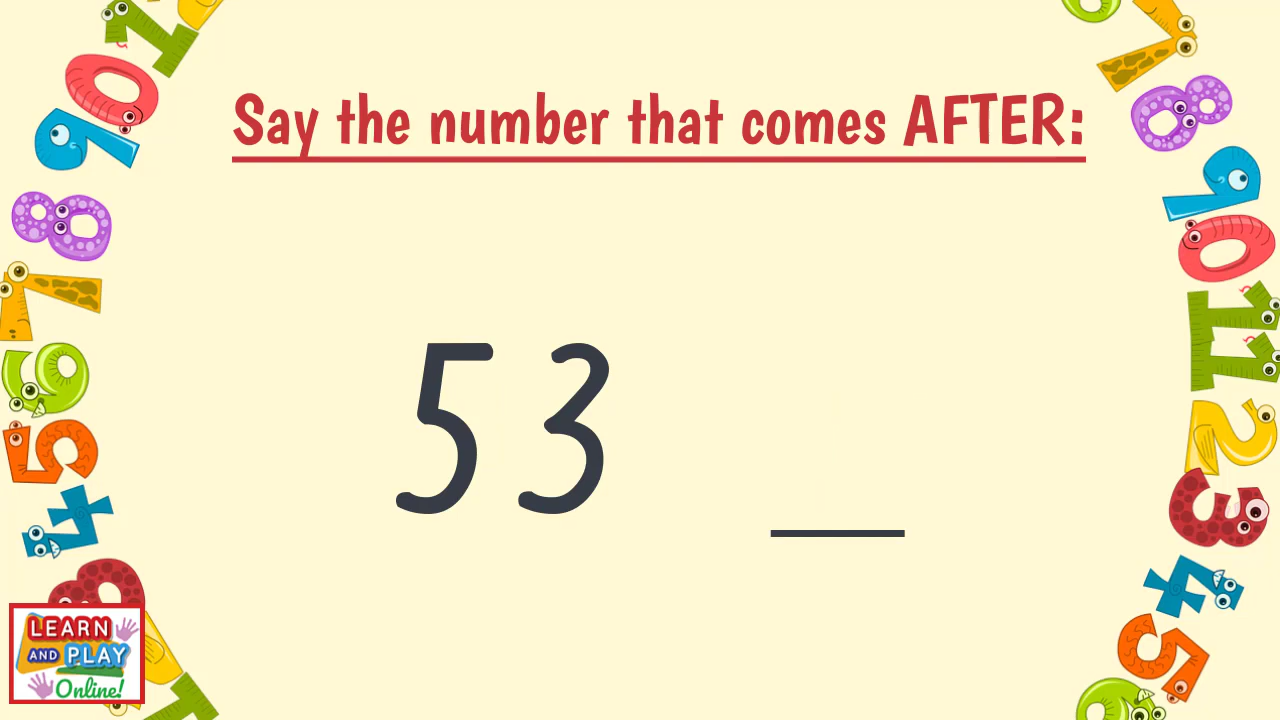 Say the number that comes AFTER:
53 __
LEARN
AND PLAY
Online!